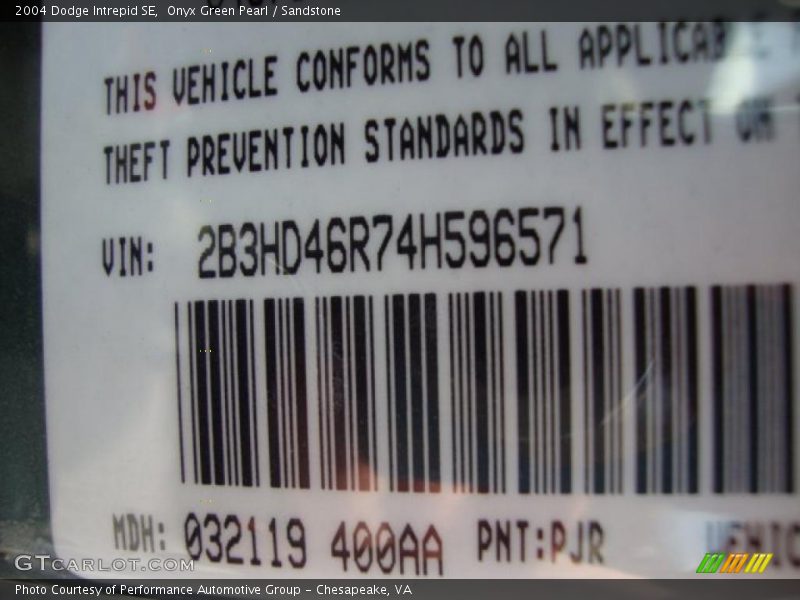 2004 Dodge Intrepid SE,  Onyx Green Pearl / Sandstone
THIS VEHICLE CONFORMS TO ALL
THEFT PREVENTION STANDARDS IN EFFECT ON
VIN: 2B3HD46R74H596571
MDH: 032119 400AA PNT:PJR
GTCARLOT.COM
Photo Courtesy of Performance Automotive Group – Chesapeake, VA